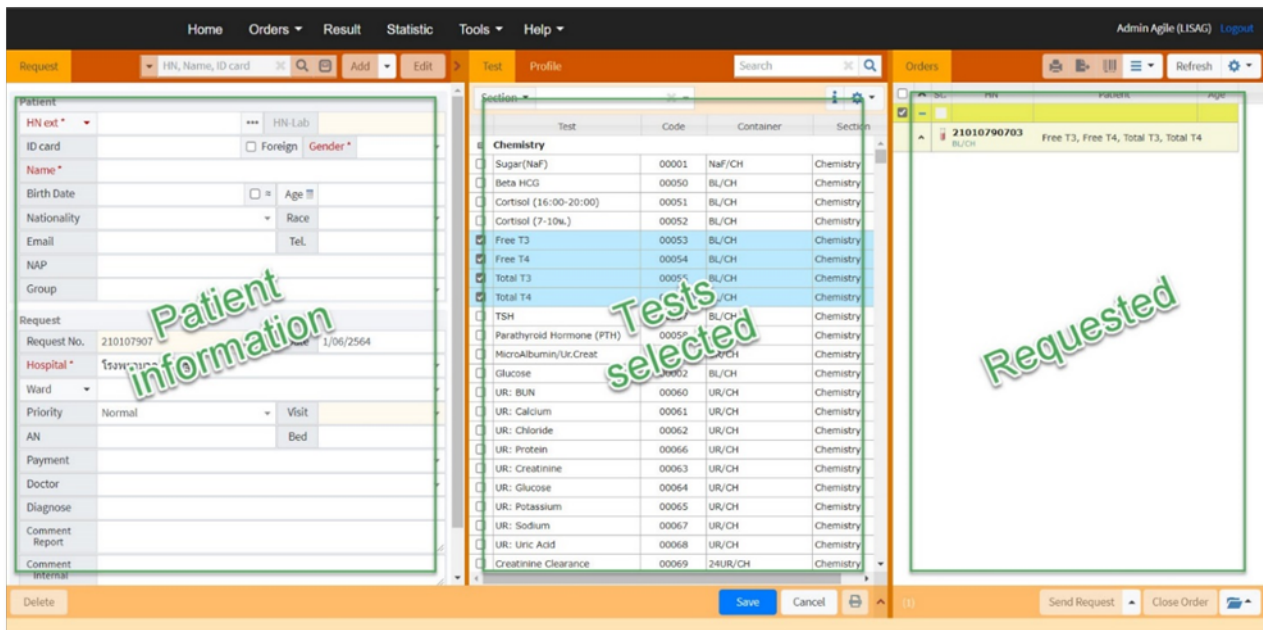 Home Orders Result Statistic Tools Help Admin Agile (LISAG) Logout
Request HN, Name, ID card Add Edit
Test Profile Search
Orders Refresh
Patient
HN ext * HN-Lab
ID card Foreign Gender *
Name *
Birth Date ≈ Age
Nationality Race
Email Tel.
NAP
Group
Patient information
Request
Request No. 210107907 1/06/2564
Hospital *
Ward
Priority Normal Visit
AN Bed
Payment
Doctor
Diagnose
Comment Report
Comment Internal
Delete
Section
Test Code Container Section
Chemistry
Sugar(NaF) 00001 NaF/CH Chemistry
Beta HCG 00050 BL/CH Chemistry
Cortisol (16:00-20:00) 00051 BL/CH Chemistry
Cortisol (7-10น.) 00052 BL/CH Chemistry
Free T3 00053 BL/CH Chemistry
Free T4 00054 BL/CH Chemistry
Total T3 00055 BL/CH Chemistry
Total T4 BL/CH Chemistry
TSH BL/CH Chemistry
Parathyroid Hormone (PTH) 00058 Chemistry
MicroAlbumin/Ur.Creat Chemistry
Glucose 00002 BL/CH Chemistry
UR: BUN 00060 UR/CH Chemistry
UR: Calcium 00061 UR/CH Chemistry
UR: Chloride 00062 UR/CH Chemistry
UR: Protein 00066 UR/CH Chemistry
UR: Creatinine 00063 UR/CH Chemistry
UR: Glucose 00064 UR/CH Chemistry
UR: Potassium 00065 UR/CH Chemistry
UR: Sodium 00067 UR/CH Chemistry
UR: Uric Acid 00068 UR/CH Chemistry
Creatinine Clearance 00069 24UR/CH Chemistry
Tests selected
Save Cancel
SC HN Patient Age
21010790703 Free T3, Free T4, Total T3, Total T4
BL/CH
Requested
(1) Send Request Close Order